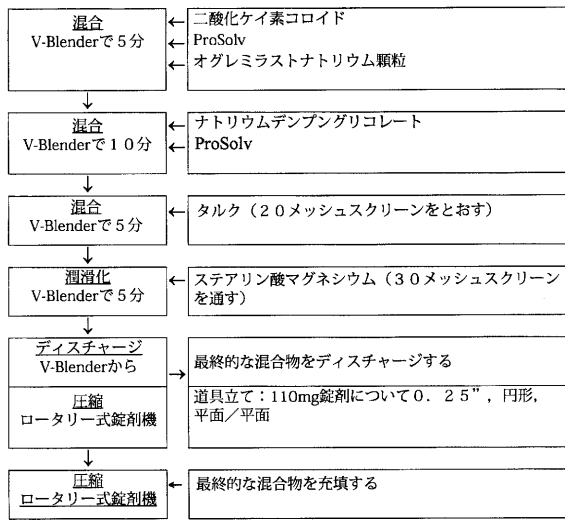 混合
V-Blenderで５分
二酸化ケイ素コロイド
ProSolv
オグレミラストナトリウム顆粒
混合
V-Blenderで１０分
ナトリウムデンプングリコレート
ProSolv
混合
V-Blenderで５分
タルク（２０メッシュスクリーンをとおす）
潤滑化
V-Blenderで５分
ステアリン酸マグネシウム（３０メッシュスクリーン
を通す）
ディスチャージ
V-Blenderから
最終的な混合物をディスチャージする
圧縮
ロータリー式錠剤機
道具立て：110mg錠剤について０．２５”，円形，
平面／平面
圧縮
ロータリー式錠剤機
最終的な混合物を充填する